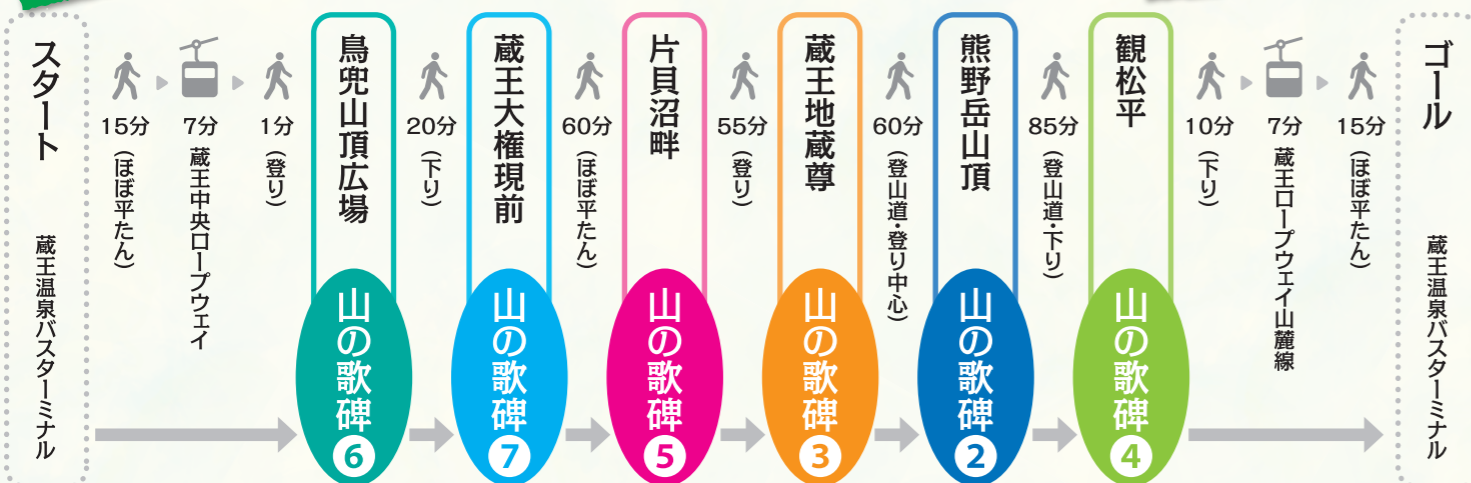 スタート
蔵王温泉バスターミナル
15分
（ほぼ平たん）
7分
蔵王中央ロープウェイ
1分
（登り）
鳥兜山頂広場
山の歌碑
6
20分
（下り）
蔵王大権現前
山の歌碑
7
60分
（ほぼ平たん）
片貝沼畔
山の歌碑
5
55分
（登り）
蔵王地蔵尊
山の歌碑
3
60分
（登山道・登り中心）
熊野岳山頂
山の歌碑
2
85分
（登山道・下り）
観松平
山の歌碑
4
10分
（下り）
7分
蔵王ロープウェイ山麓線
15分
（ほぼ平たん）
ゴール
蔵王温泉バスターミナル